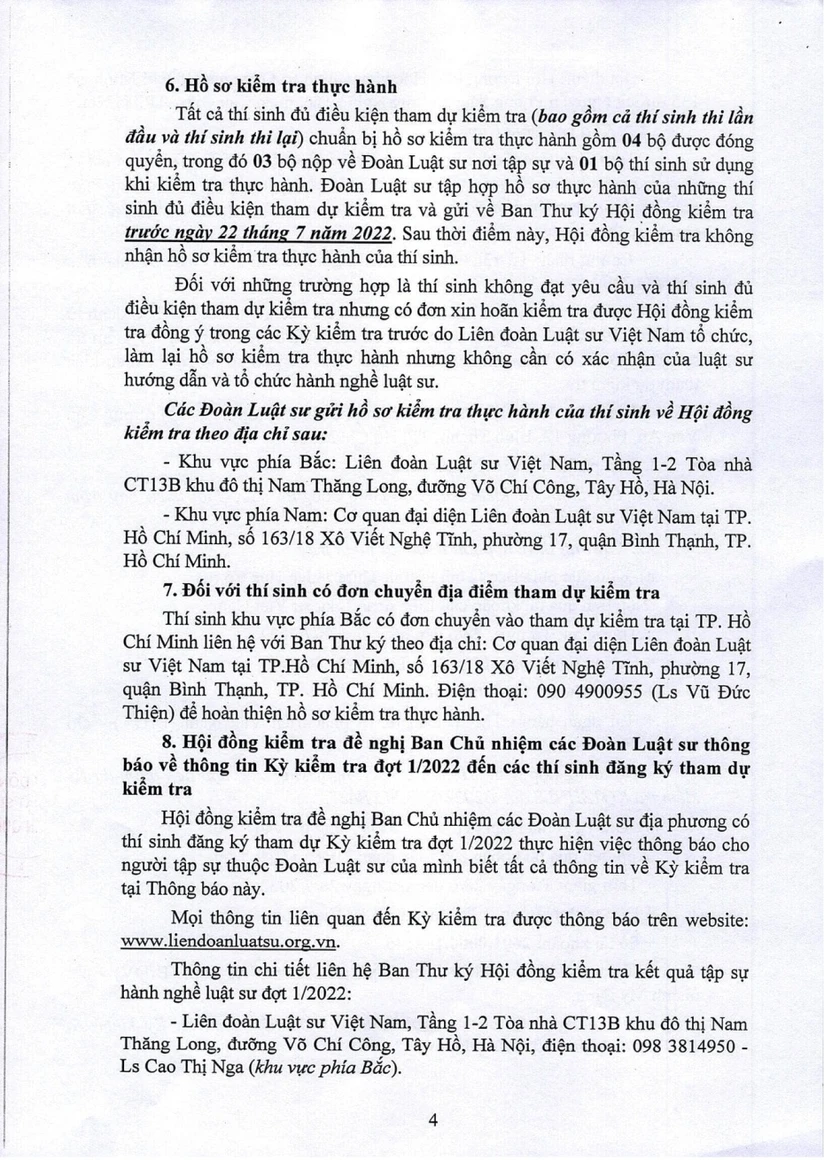 6. Hồ sơ kiểm tra thực hành
Tất cả thí sinh đủ điều kiện tham dự kiểm tra (bao gồm cả thí sinh thi lần
đầu và thí sinh thi lại) chuẩn bị hồ sơ kiểm tra thực hành gồm 04 bộ được đóng
quyển, trong đó 03 bộ nộp về Đoàn Luật sư nơi tập sự và 01 bộ thí sinh sử dụng
khi kiểm tra thực hành. Đoàn Luật sư tập hợp hồ sơ thực hành của những thí
sinh đủ điều kiện tham dự kiểm tra và gửi về Ban Thư ký Hội đồng kiểm tra
trước ngày 22 tháng 7 năm 2022. Sau thời điểm này, Hội đồng kiểm tra không
nhận hồ sơ kiểm tra thực hành của thí sinh.
Đối với những trường hợp là thí sinh không đạt yêu cầu và thí sinh đủ
điều kiện tham dự kiểm tra nhưng có đơn xin hoãn kiểm tra được Hội đồng kiểm
tra đồng ý trong các Kỳ kiểm tra trước do Liên đoàn Luật sư Việt Nam tổ chức,
làm lại hồ sơ kiểm tra thực hành nhưng không cần có xác nhận của luật sư
hướng dẫn và tổ chức hành nghề luật sư.
Các Đoàn Luật sư gửi hồ sơ kiểm tra thực hành của thí sinh về Hội đồng
kiểm tra theo địa chỉ sau:
- Khu vực phía Bắc: Liên đoàn Luật sư Việt Nam, Tầng 1-2 Tòa nhà
CT13B khu đô thị Nam Thăng Long, đường Võ Chí Công, Tây Hồ, Hà Nội.
- Khu vực phía Nam: Cơ quan đại diện Liên đoàn Luật sư Việt Nam tại TP.
Hồ Chí Minh, số 163/18 Xô Viết Nghệ Tĩnh, phường 17, quận Bình Thạnh, TP.
Hồ Chí Minh.
7. Đối với thí sinh có đơn chuyển địa điểm tham dự kiểm tra
Thí sinh khu vực phía Bắc có đơn chuyển vào tham dự kiểm tra tại TP. Hồ
Chí Minh liên hệ với Ban Thư ký theo địa chỉ: Cơ quan đại diện Liên đoàn Luật
sư Việt Nam tại TP.Hồ Chí Minh, số 163/18 Xô Viết Nghệ Tĩnh, phường 17,
quận Bình Thạnh, TP. Hồ Chí Minh. Điện thoại: 090 4900955 (Ls Vũ Đức
Thiện) để hoàn thiện hồ sơ kiểm tra thực hành.
8. Hội đồng kiểm tra đề nghị Ban Chủ nhiệm các Đoàn Luật sư thông
báo về thông tin Kỳ kiểm tra đợt 1/2022 đến các thí sinh đăng ký tham dự
kiểm tra
Hội đồng kiểm tra đề nghị Ban Chủ nhiệm các Đoàn Luật sư địa phương có
thí sinh đăng ký tham dự Kỳ kiểm tra đợt 1/2022 thực hiện việc thông báo cho
người tập sự thuộc Đoàn Luật sư của mình biết tất cả thông tin về Kỳ kiểm tra
tại Thông báo này.
Mọi thông tin liên quan đến Kỳ kiểm tra được thông báo trên website:
www.liendoanluatsu.org.vn.
Thông tin chi tiết liên hệ Ban Thư ký Hội đồng kiểm tra kết quả tập sự
hành nghề luật sư đợt 1/2022:
- Liên đoàn Luật sư Việt Nam, Tầng 1-2 Tòa nhà CT13B khu đô thị Nam
Thăng Long, đường Võ Chí Công, Tây Hồ, Hà Nội, điện thoại: 098 3814950 -
Ls Cao Thị Nga (khu vực phía Bắc).
4